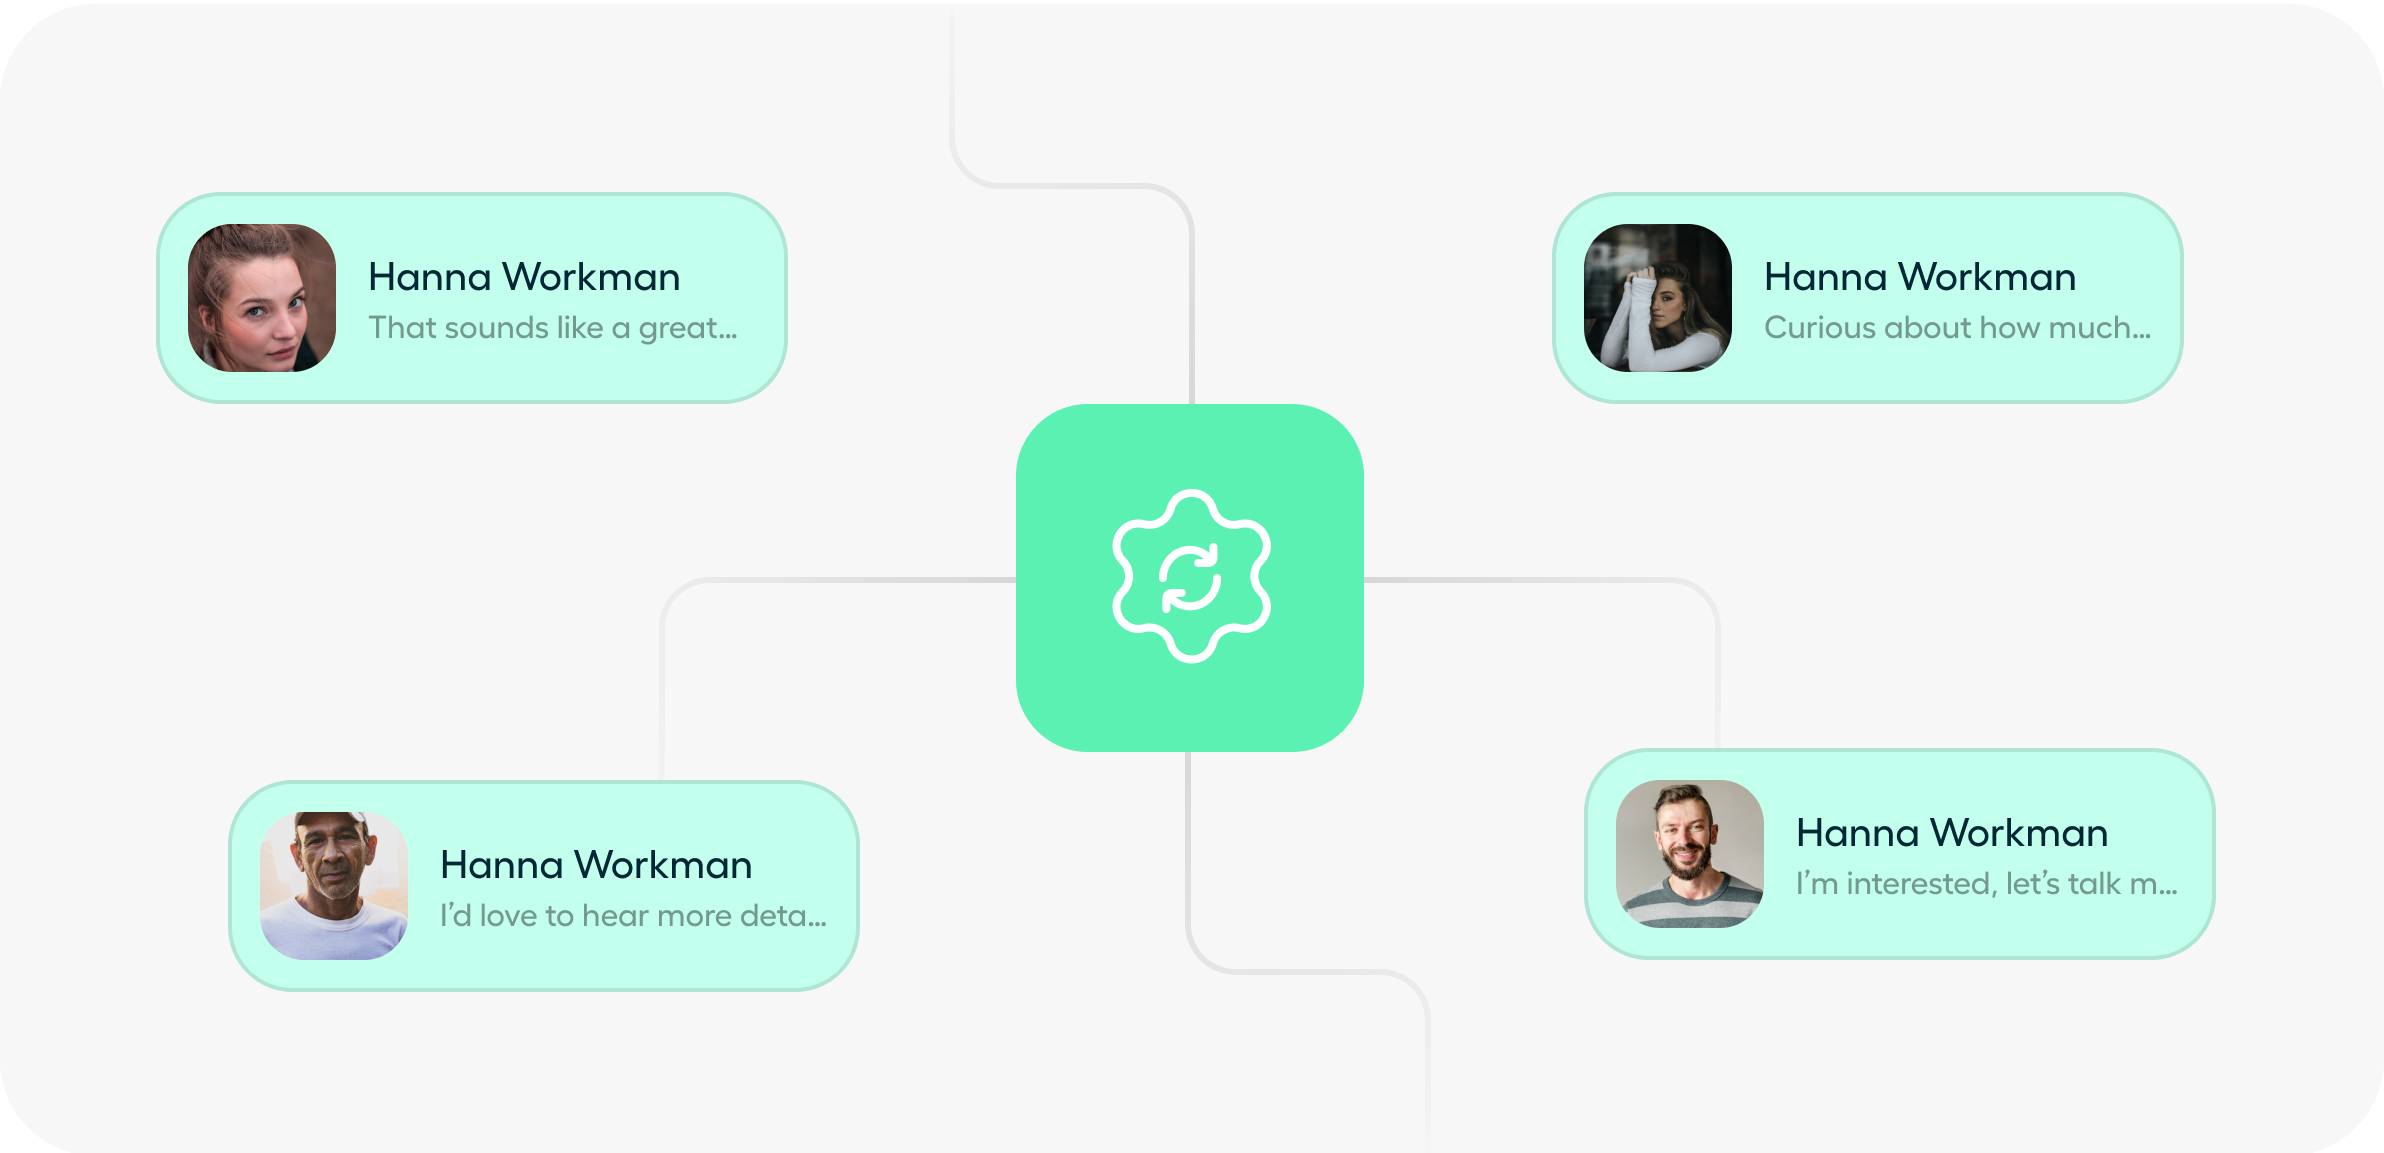 Hanna Workman
That sounds like a great...
Hanna Workman
Curious about how much...
Hanna Workman
I’d love to hear more deta...
Hanna Workman
I’m interested, let’s talk m...